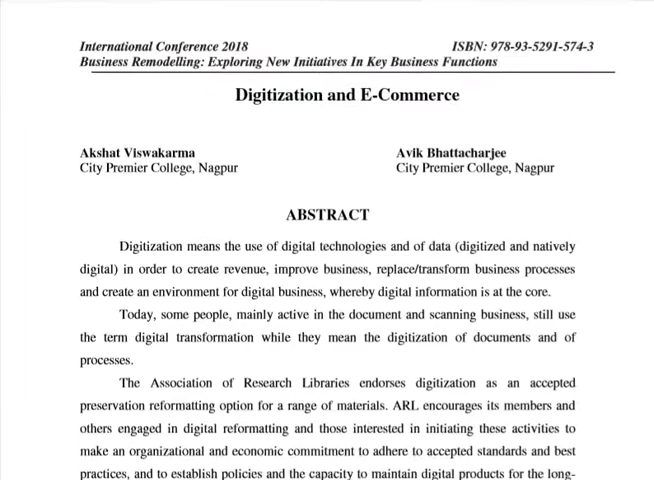 International Conference 2018 ISBN: 978-93-5291-574-3
Business Remodelling: Exploring New Initiatives In Key Business Functions
Digitization and E-Commerce
Akshat Viswakarma Avik Bhattacharjee
City Premier College, Nagpur City Premier College, Nagpur
ABSTRACT
Digitization means the use of digital technologies and of data (digitized and natively
digital) in order to create revenue, improve business, replace/transform business processes
and create an environment for digital business, whereby digital information is at the core.
Today, some people, mainly active in the document and scanning business, still use
the term digital transformation while they mean the digitization of documents and of
processes.
The Association of Research Libraries endorses digitization as an accepted
preservation reformatting option for a range of materials. ARL encourages its members and
others engaged in digital reformatting and those interested in initiating these activities to
make an organizational and economic commitment to adhere to accepted standards and best
practices, and to establish policies and the capacity to maintain digital products for the long-